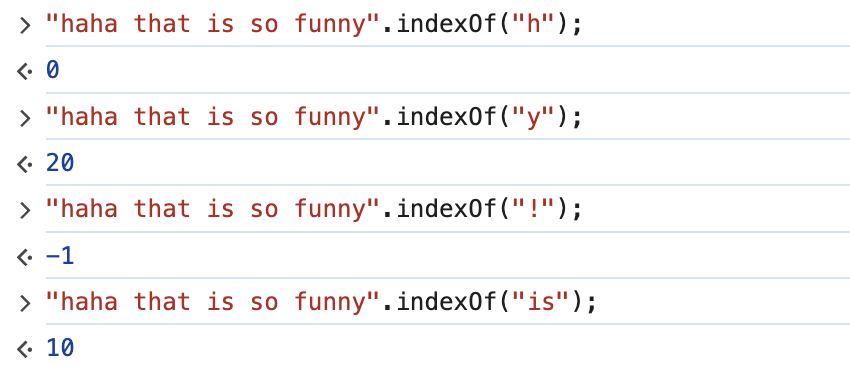 > "haha that is so funny".indexOf("h");
0
> "haha that is so funny".indexOf("y");
20
> "haha that is so funny".indexOf("!");
-1
> "haha that is so funny".indexOf("is");
10